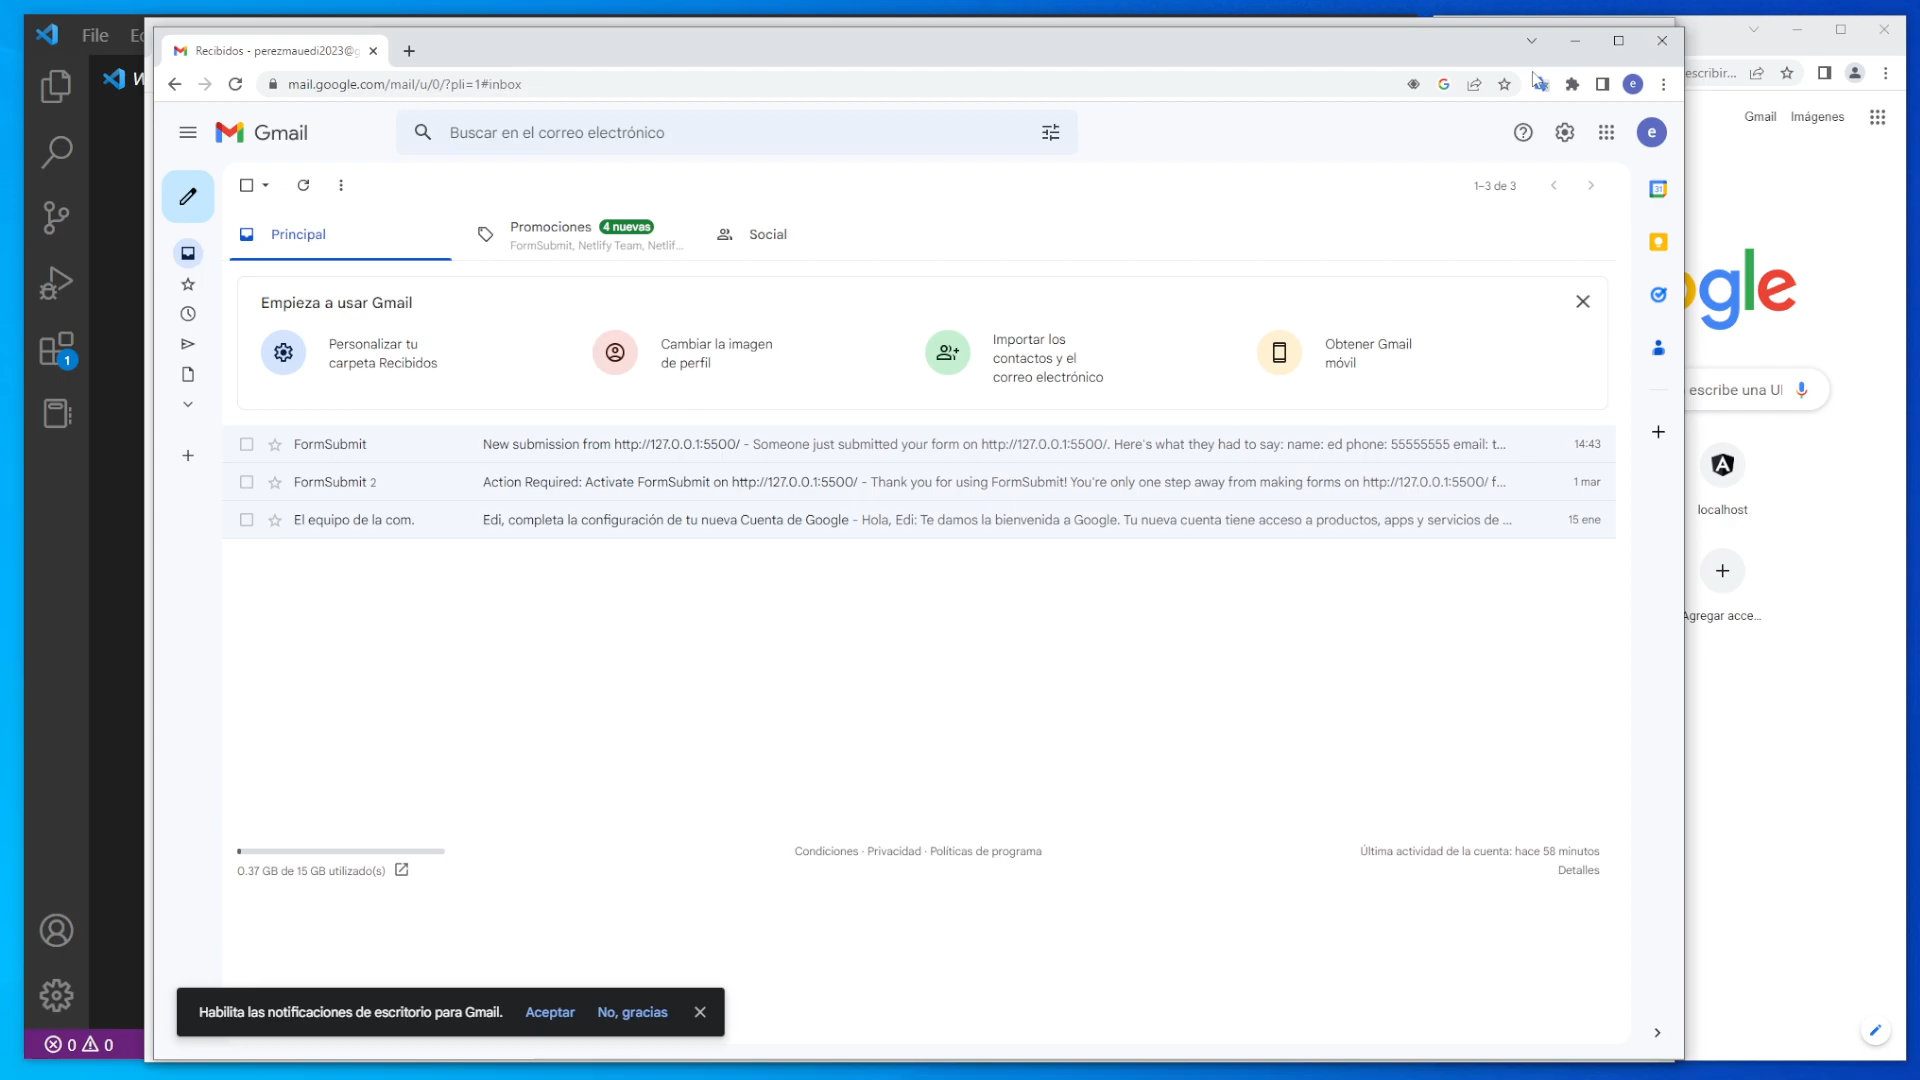 File
Recibidos - perezmauedi2023@g
mail.google.com/mail/u/0/?pli=1#inbox
escribir...
e
Gmail
Buscar en el correo electrónico
e
Gmail Imágenes
1–3 de 3
Principal
Promociones 4 nuevas
FormSubmit, Netlify Team, Netlif...
Social
31
Empieza a usar Gmail
Personalizar tu
carpeta Recibidos
Cambiar la imagen
de perfil
Importar los
contactos y el
correo electrónico
Obtener Gmail
móvil
gle
escribe una
1
FormSubmit New submission from http://127.0.0.1:5500/ - Someone just submitted your form on http://127.0.0.1:5500/. Here's what they had to say: name: ed phone: 55555555 email: t... 14:43
FormSubmit 2 Action Required: Activate FormSubmit on http://127.0.0.1:5500/ - Thank you for using FormSubmit! You're only one step away from making forms on http://127.0.0.1:5500/ f... 1 mar
El equipo de la com. Edi, completa la configuración de tu nueva Cuenta de Google - Hola, Edi: Te damos la bienvenida a Google. Tu nueva cuenta tiene acceso a productos, apps y servicios de ... 15 ene
localhost
Agregar acce...
0.37 GB de 15 GB utilizado(s)
Condiciones · Privacidad · Políticas de programa
Última actividad de la cuenta: hace 58 minutos
Detalles
Habilita las notificaciones de escritorio para Gmail. Aceptar No, gracias
0 0